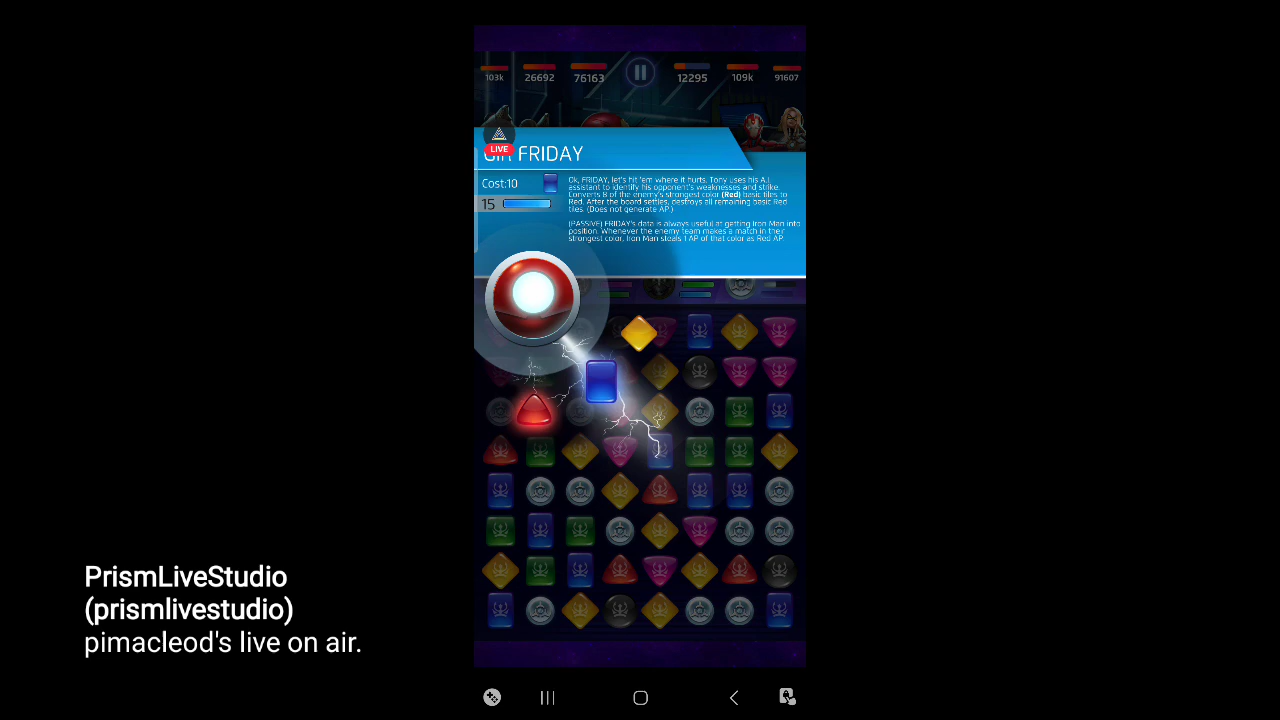 103k 26692 76163 12295 109k 91607
LIVE
FRIDAY
Cost:10
15
Ok, FRIDAY, let's hit 'em where it hurts. Tony uses his A.I.
assistant to identify his opponent's weaknesses and strike.
Converts 8 of the enemy's strongest color (Red) basic tiles to
Red. After the board settles, destroys all remaining basic Red
tiles. (Does not generate AP.)
(PASSIVE) FRIDAY's data is always useful at getting Iron Man into
position. Whenever the enemy team makes a match in their
strongest color, Iron Man steals 1 AP of that color as Red AP.
PrismLiveStudio
(prismlivestudio)
pimacleod's live on air.